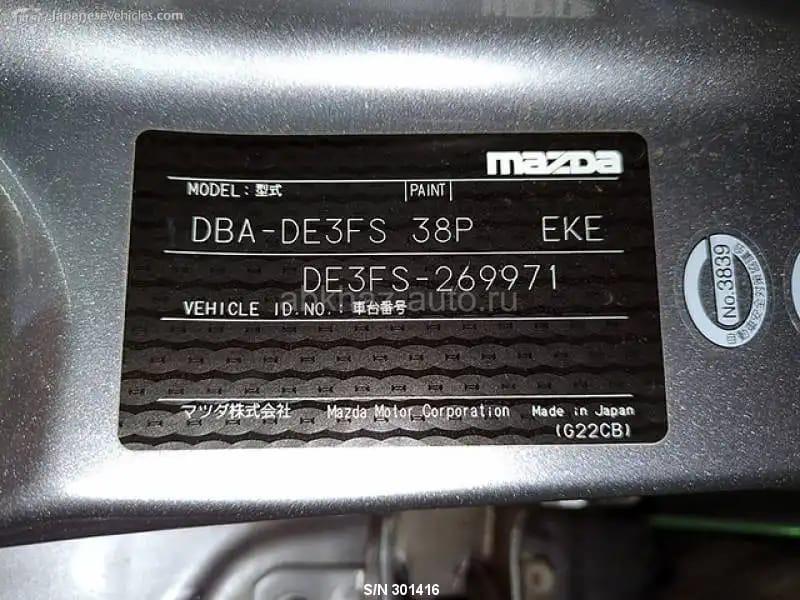 Japanesevehicles.com
mazda
MODEL: 型式 PAINT
DBA-DE3FS 38P EKE
DE3FS-269971
abkhaz-auto.ru
VEHICLE ID.NO.: 車台番号
No.3839
マツダ株式会社 Mazda Motor Corporation Made in Japan
(G22CB)
S/N 301416